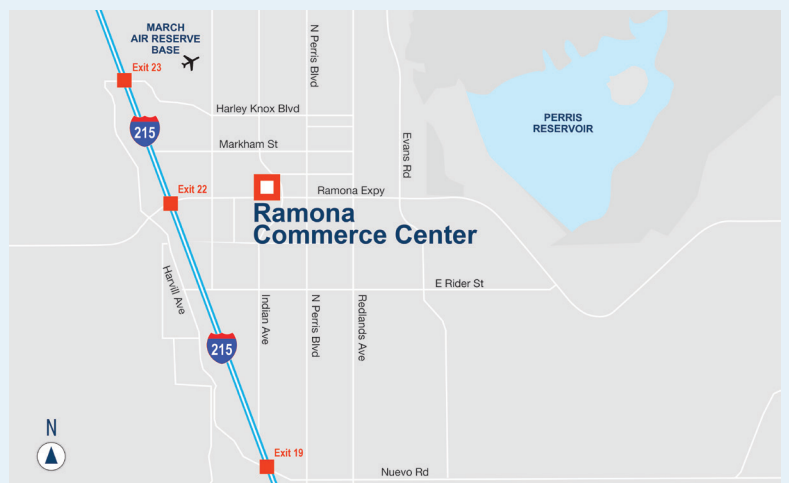 MARCH
AIR RESERVE
BASE
N Perris Blvd
Exit 23
Harley Knox Blvd
215
Markham St
PERRIS
RESERVOIR
Evans Rd
Exit 22
Ramona Expy
Ramona
Commerce Center
Harvill Ave
E Rider St
Indian Ave
N Perris Blvd
Redlands Ave
215
N
Exit 19
Nuevo Rd